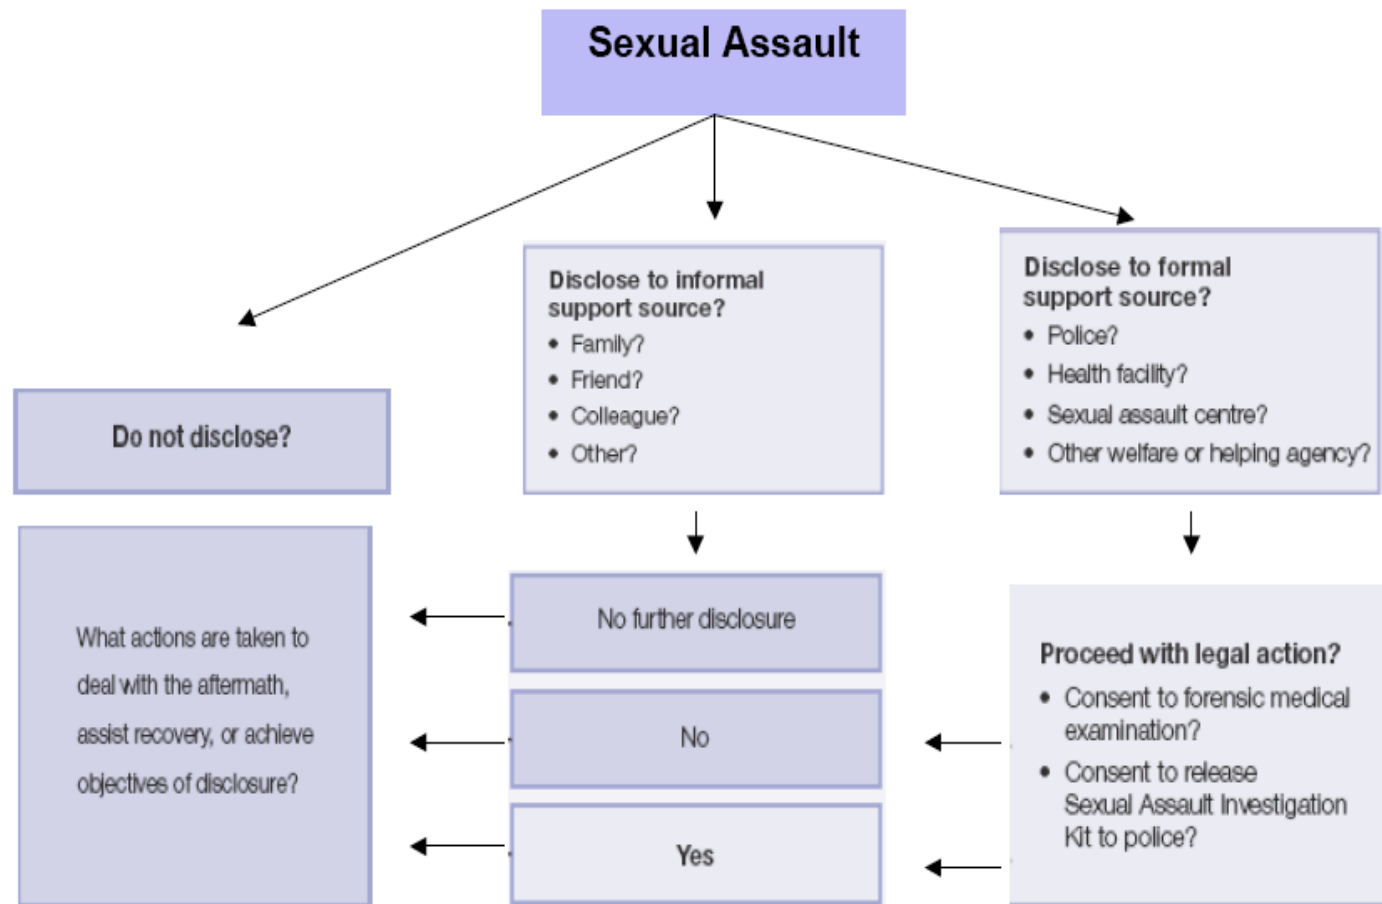 Sexual Assault
Do not disclose?
Disclose to informal
support source?
• Family?
• Friend?
• Colleague?
• Other?
Disclose to formal
support source?
• Police?
• Health facility?
• Sexual assault centre?
• Other welfare or helping agency?
What actions are taken to
deal with the aftermath,
assist recovery, or achieve
objectives of disclosure?
No further disclosure
No
Yes
Proceed with legal action?
• Consent to forensic medical
examination?
• Consent to release
Sexual Assault Investigation
Kit to police?